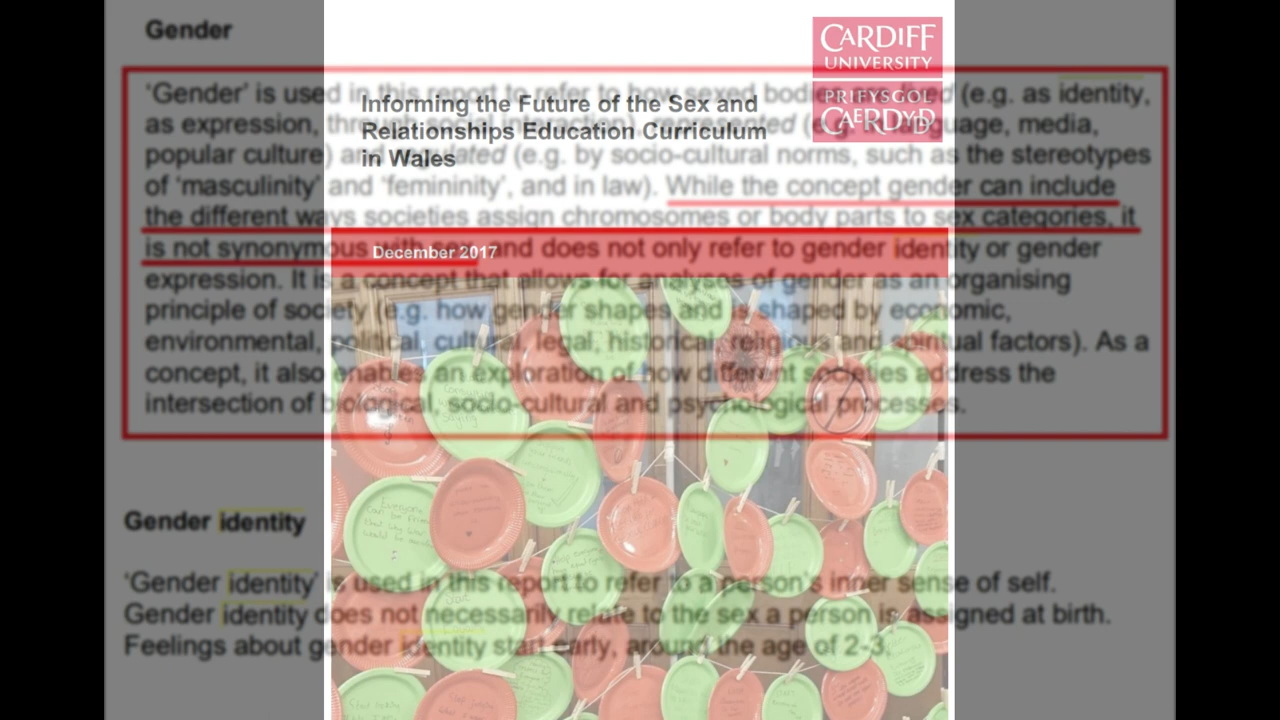 Gender
CARDIFF
UNIVERSITY
PRIFYSGOL
CAERDYDD
Informing the Future of the Sex and
Relationships Education Curriculum
in Wales
December 2017
'Gender' is used in this report to refer to how sexed bodies are lived (e.g. as identity,
as expression, through social interaction), represented (e.g. in language, media,
popular culture) and regulated (e.g. by socio-cultural norms, such as the stereotypes
of 'masculinity' and 'femininity', and in law). While the concept gender can include
the different ways societies assign chromosomes or body parts to sex categories, it
is not synonymous with sex and does not only refer to gender identity or gender
expression. It is a concept that allows for analyses of gender as an organising
principle of society (e.g. how gender shapes and is shaped by economic,
environmental, political, cultural, legal, historical, religious and spiritual factors). As a
concept, it also enables an exploration of how different societies address the
intersection of biological, socio-cultural and psychological processes.
Gender identity
'Gender identity' is used in this report to refer to a person's inner sense of self.
Gender identity does not necessarily relate to the sex a person is assigned at birth.
Feelings about gender identity start early, around the age of 2-3.